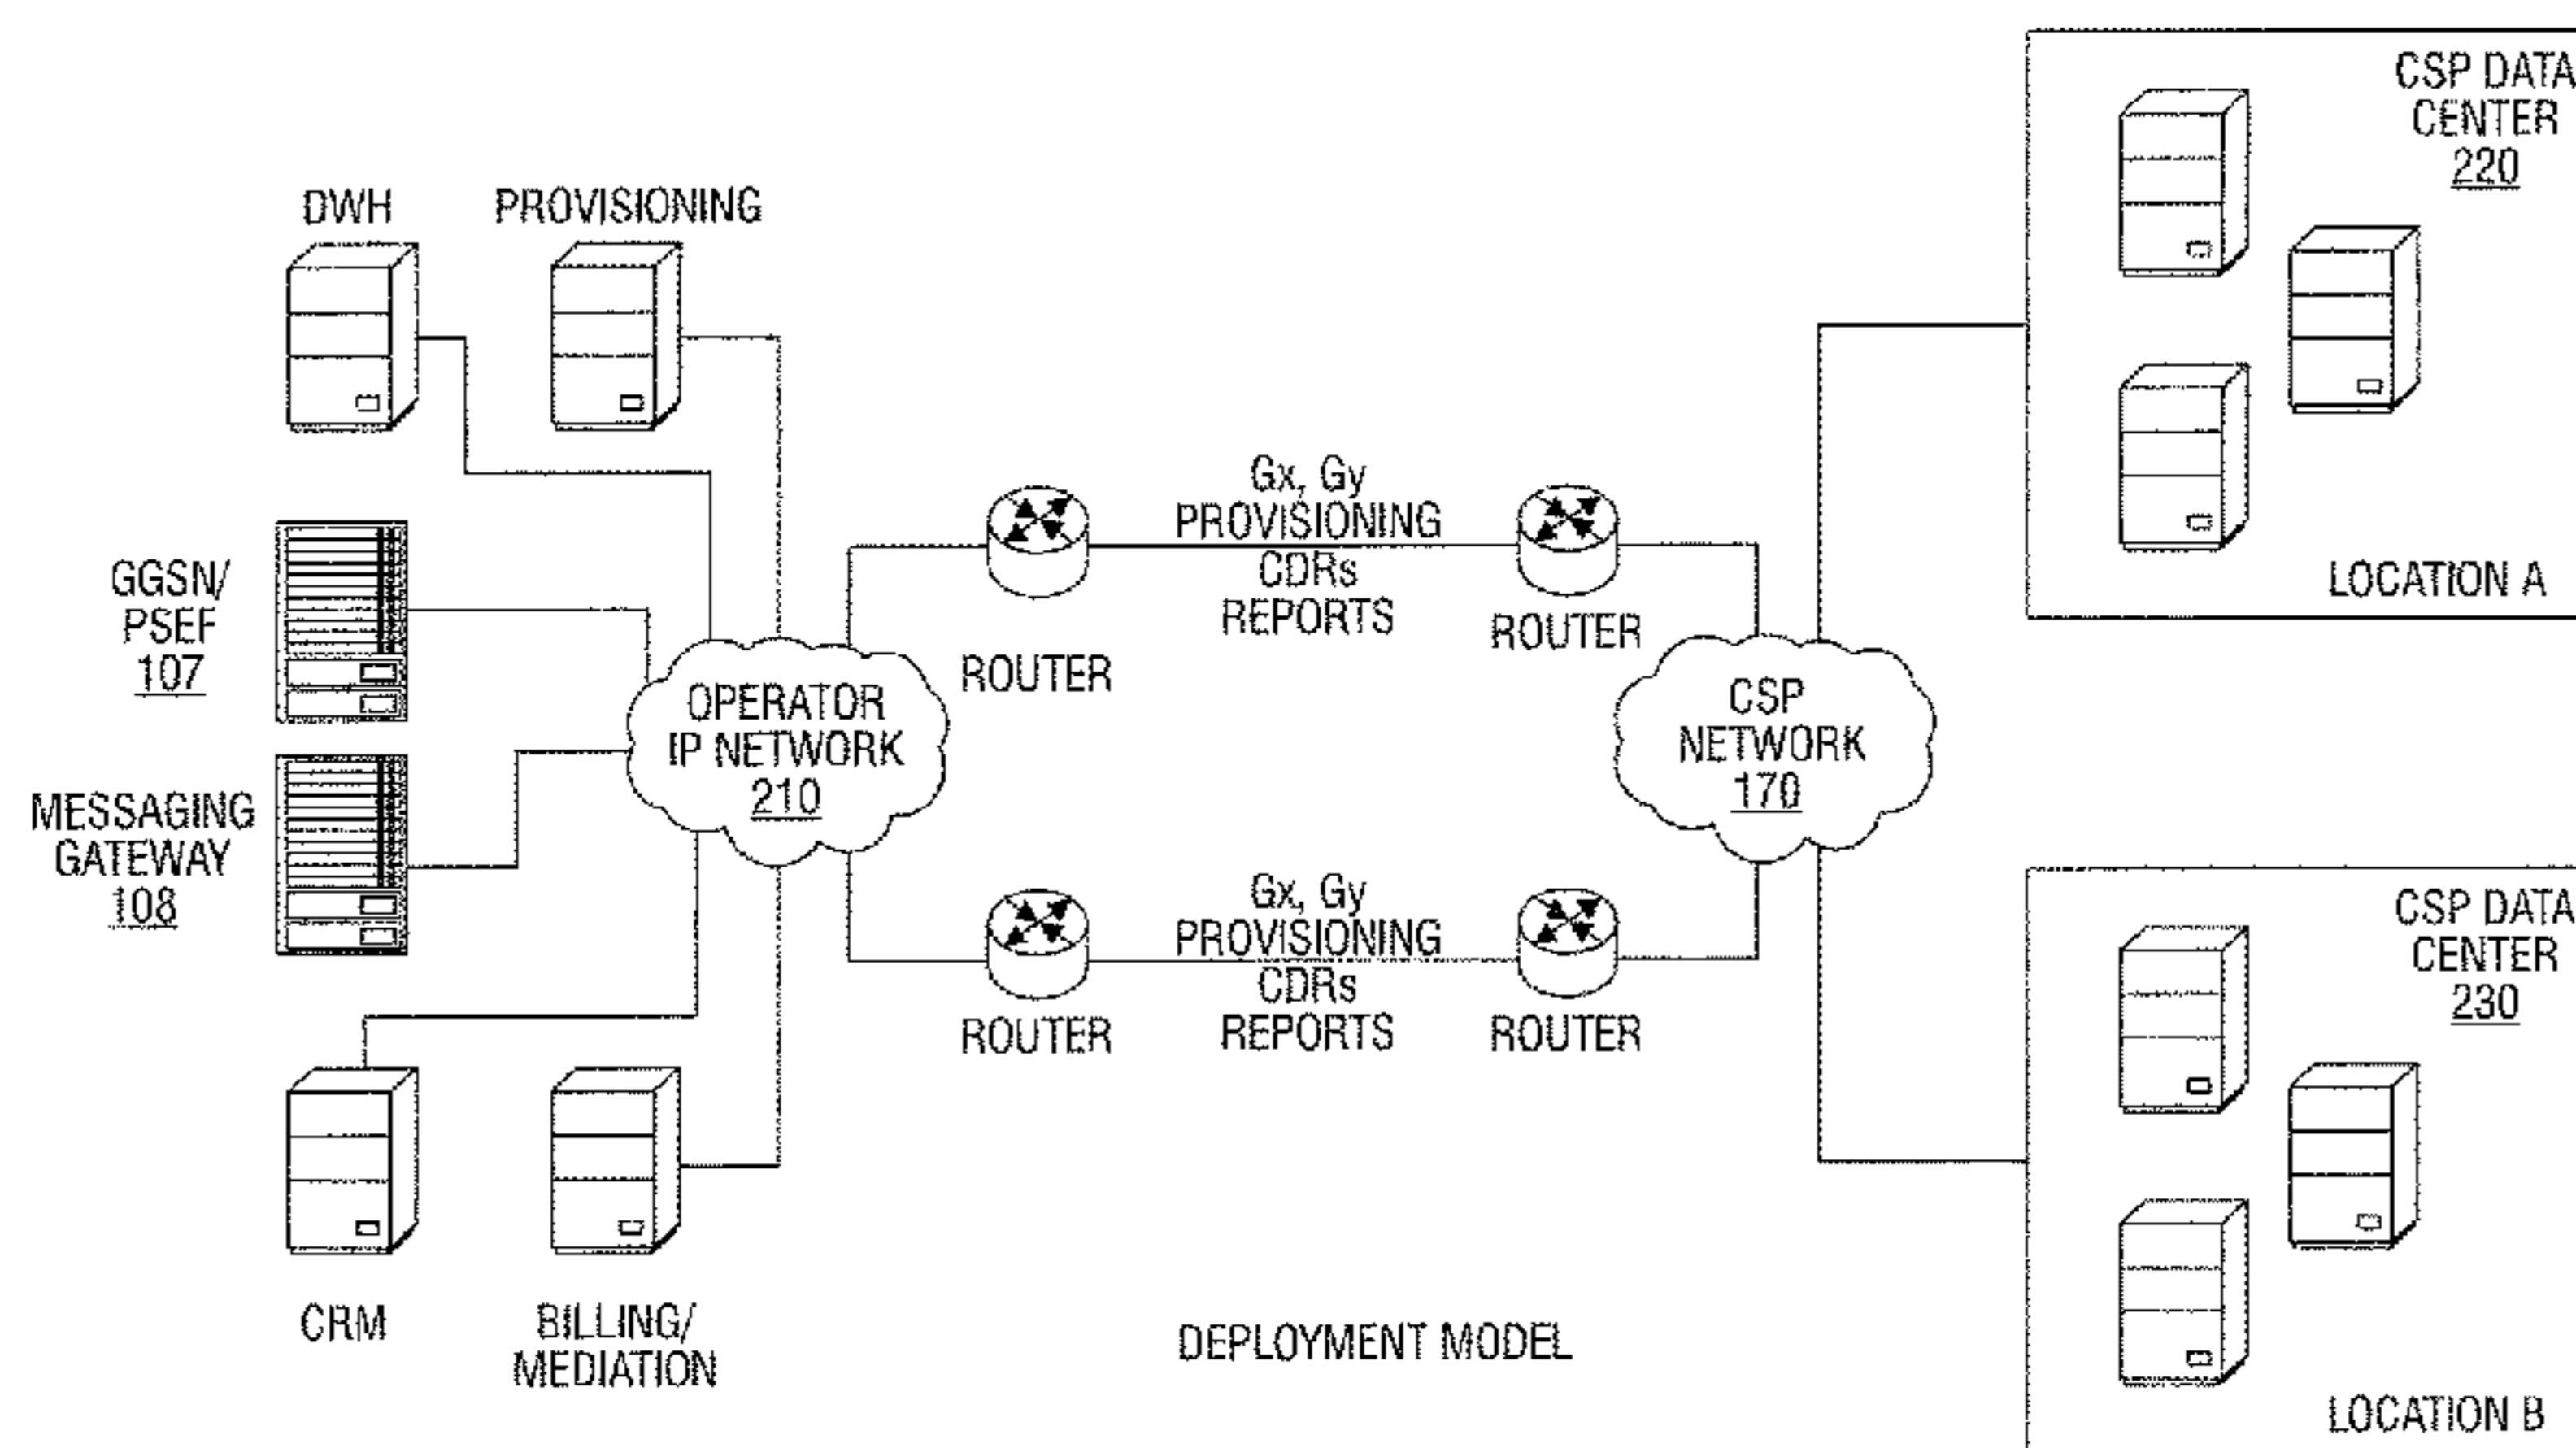 CSP DATA
CENTER
220
LOCATION A
DWH
PROVISIONING
GGSN/
PSEF
107
MESSAGING
GATEWAY
108
OPERATOR
IP NETWORK
210
ROUTER
Gx, Gy
PROVISIONING
CDRs
REPORTS
ROUTER
CSP
NETWORK
170
ROUTER
Gx, Gy
PROVISIONING
CDRs
REPORTS
ROUTER
CSP DATA
CENTER
230
LOCATION B
CRM
BILLING/
MEDIATION
DEPLOYMENT MODEL